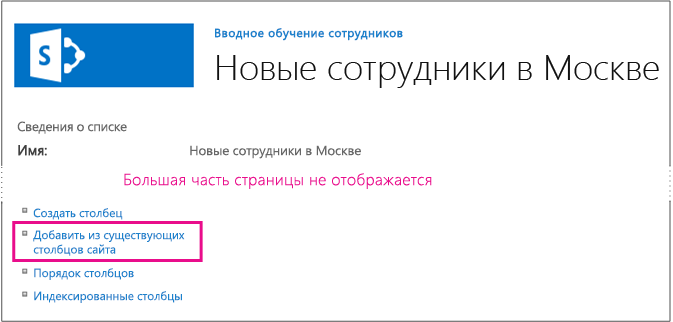 S
Вводное обучение сотрудников
Новые сотрудники в Москве
Сведения о списке
Имя: Новые сотрудники в Москве
Большая часть страницы не отображается
Создать столбец
Добавить из существующих
столбцов сайта
Порядок столбцов
Индексированные столбцы